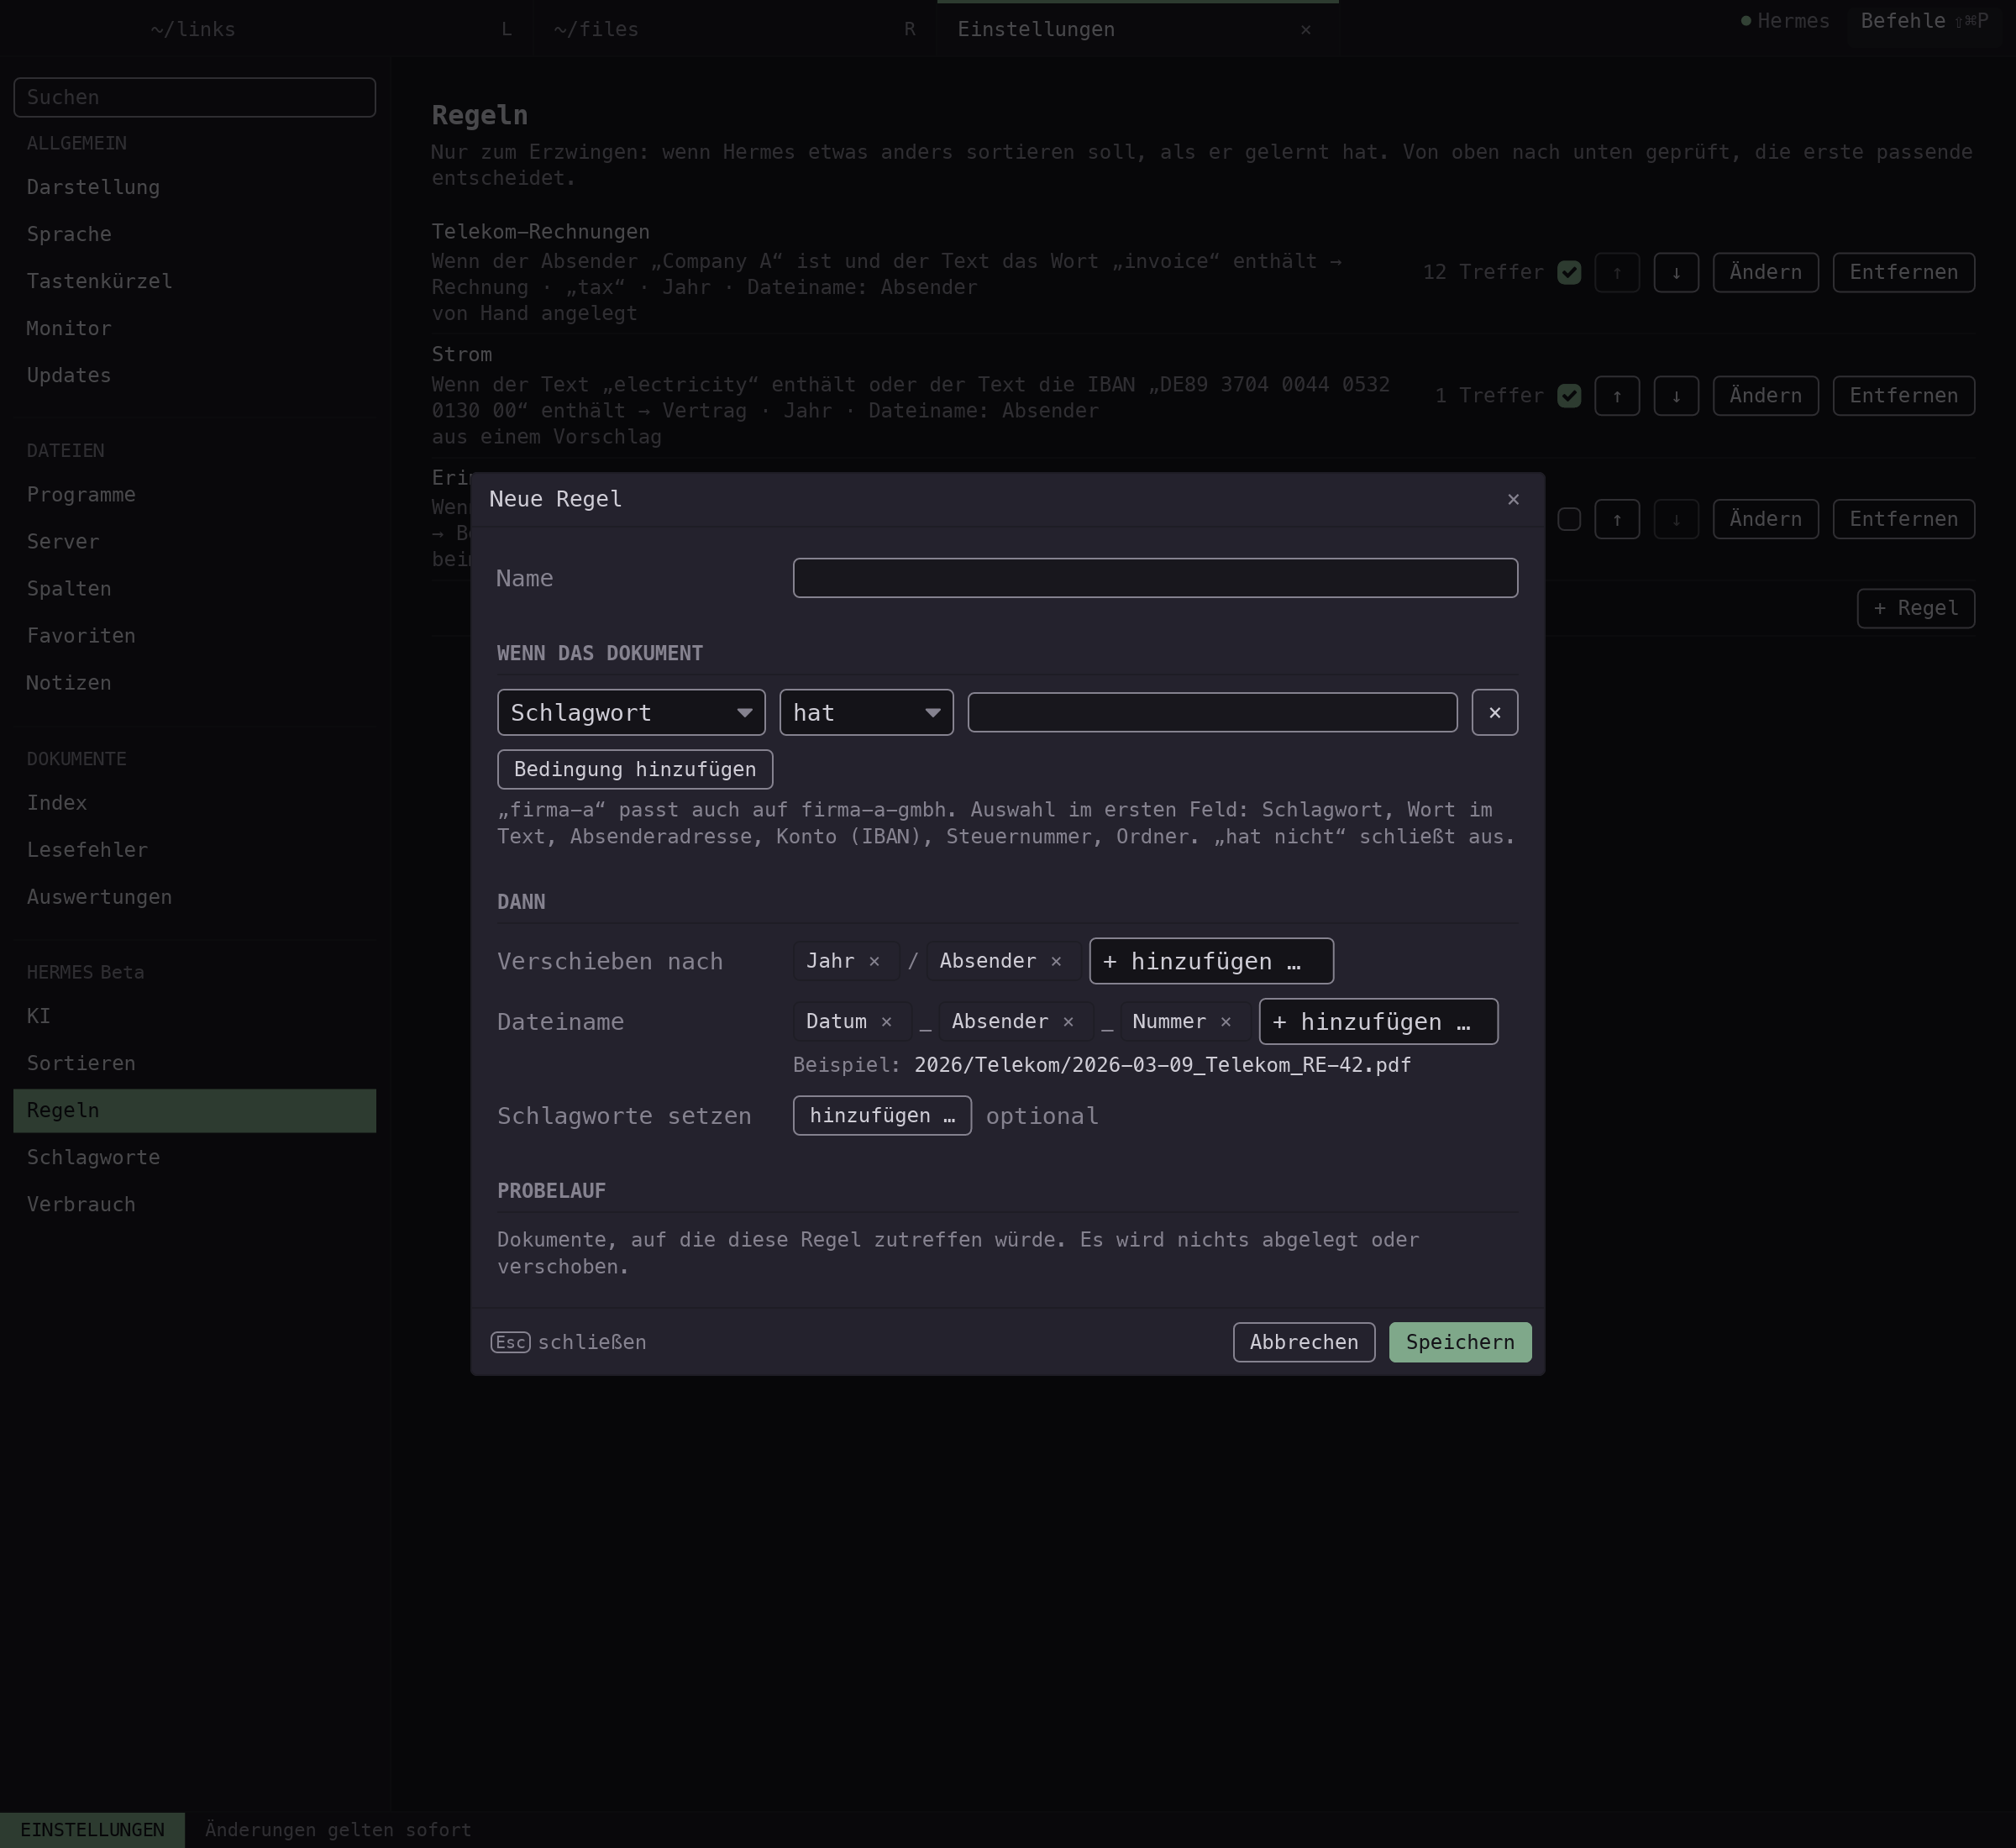 ~/links L ~/files R Einstellungen × Hermes Befehle ⇧⌘P
Suchen
ALLGEMEIN
Darstellung
Sprache
Tastenkürzel
Monitor
Updates
DATEIEN
Programme
Server
Spalten
Favoriten
Notizen
DOKUMENTE
Index
Lesefehler
Auswertungen
HERMES Beta
KI
Sortieren
Regeln
Schlagworte
Verbrauch
Regeln
Nur zum Erzwingen: wenn Hermes etwas anders sortieren soll, als er gelernt hat. Von oben nach unten geprüft, die erste passende
entscheidet.
Telekom-Rechnungen
Wenn der Absender „Company A“ ist und der Text das Wort „invoice“ enthält →
Rechnung · „tax“ · Jahr · Dateiname: Absender
von Hand angelegt
12 Treffer ↑ ↓ Ändern Entfernen
Strom
Wenn der Text „electricity“ enthält oder der Text die IBAN „DE89 3704 0044 0532
0130 00“ enthält → Vertrag · Jahr · Dateiname: Absender
aus einem Vorschlag
1 Treffer ↑ ↓ Ändern Entfernen
↑ ↓ Ändern Entfernen
+ Regel
Neue Regel ×
Name
WENN DAS DOKUMENT
Schlagwort hat ×
Bedingung hinzufügen
„firma-a“ passt auch auf firma-a-gmbh. Auswahl im ersten Feld: Schlagwort, Wort im
Text, Absenderadresse, Konto (IBAN), Steuernummer, Ordner. „hat nicht“ schließt aus.
DANN
Verschieben nach Jahr × / Absender × + hinzufügen …
Dateiname Datum × _ Absender × _ Nummer × + hinzufügen …
Beispiel: 2026/Telekom/2026-03-09_Telekom_RE-42.pdf
Schlagworte setzen hinzufügen … optional
PROBELAUF
Dokumente, auf die diese Regel zutreffen würde. Es wird nichts abgelegt oder
verschoben.
Esc schließen Abbrechen Speichern
EINSTELLUNGEN Änderungen gelten sofort